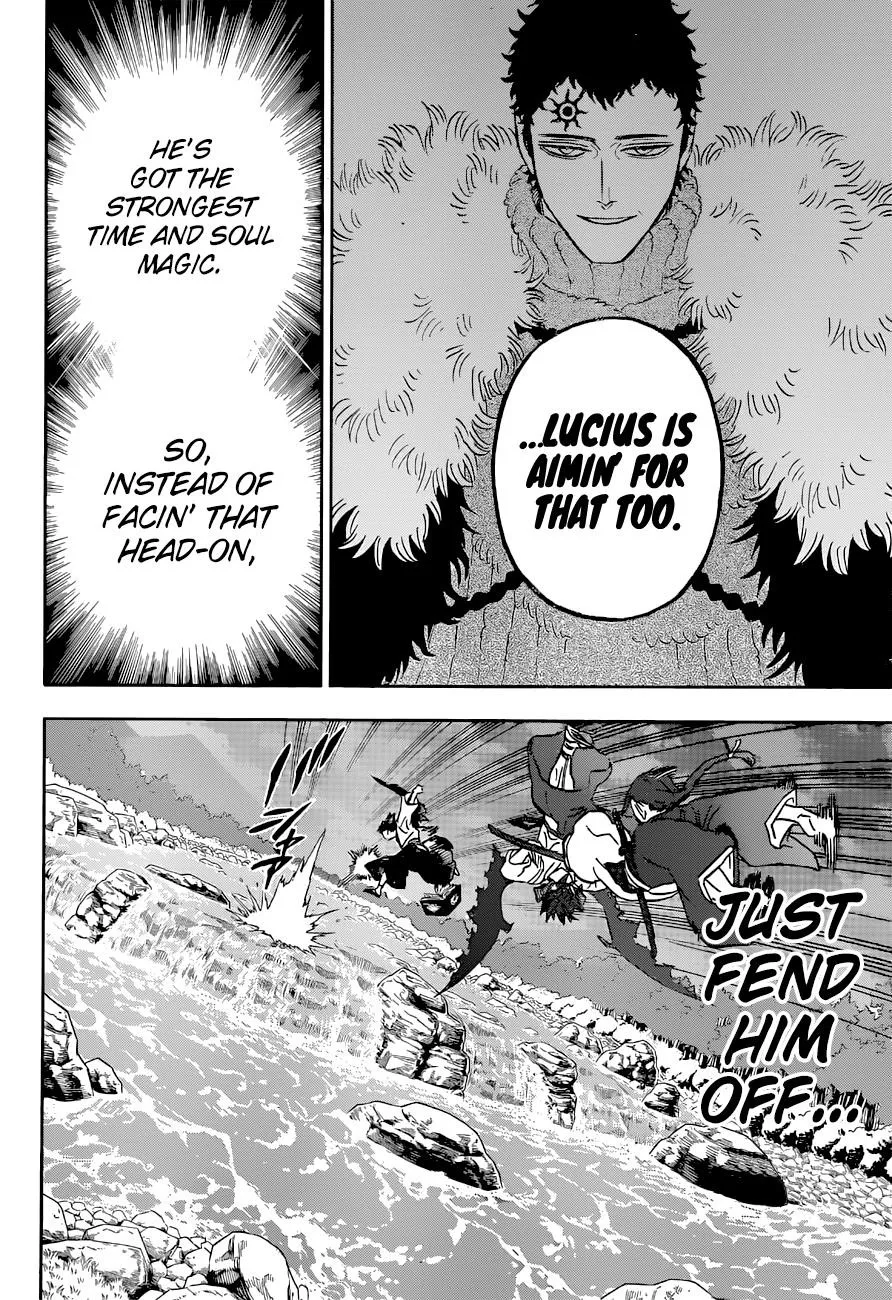 ...LUCIUS IS
AIMIN' FOR
THAT TOO.
HE'S
GOT THE
STRONGEST
TIME AND SOUL
MAGIC.
SO,
INSTEAD OF
FACIN' THAT
HEAD-ON,
JUST
FEND
HIM
OFF...